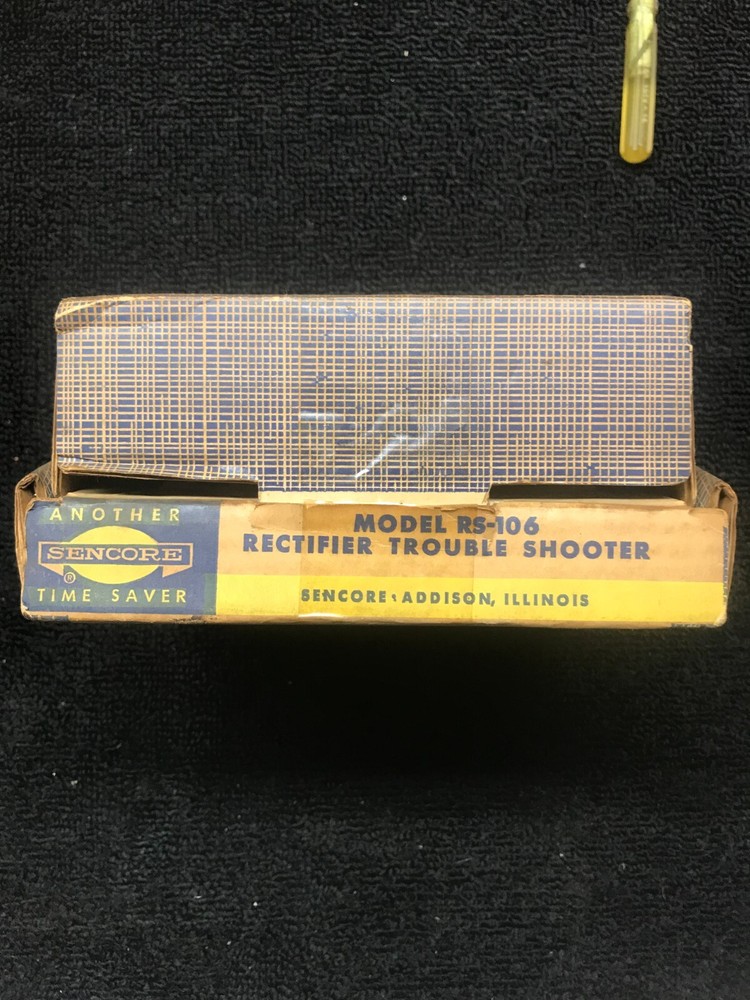 ANOTHER
SENCORE
®
TIME SAVER
MODEL RS-106
RECTIFIER TROUBLE SHOOTER
SENCORE • ADDISON, ILLINOIS